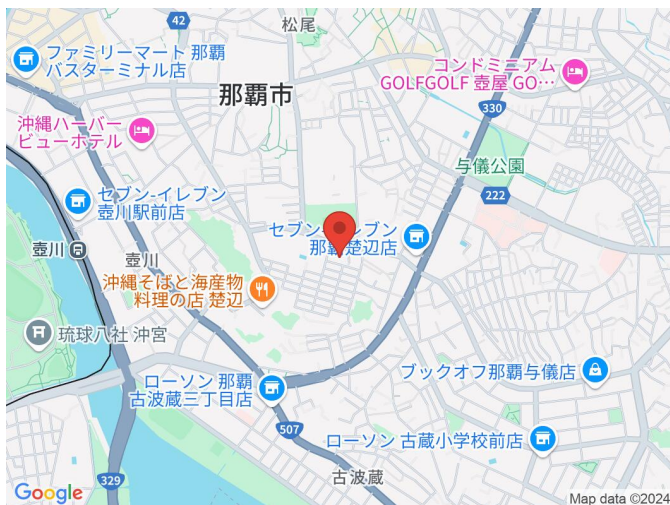 42
松尾
ファミリーマート 那覇
バスターミナル店
コンドミニアム
GOLFGOLF 壺屋 GO…
那覇市
330
沖縄ハーバー
ビューホテル
与儀公園
222
セブン-イレブン
壺川駅前店
セブン-イレブン
那覇楚辺店
壺川
壺川
沖縄そばと海産物
料理の店 楚辺
琉球八社 沖宮
ブックオフ那覇与儀店
ローソン 那覇
古波蔵三丁目店
507
ローソン 古蔵小学校前店
329
古波蔵
Google
Map data ©2024